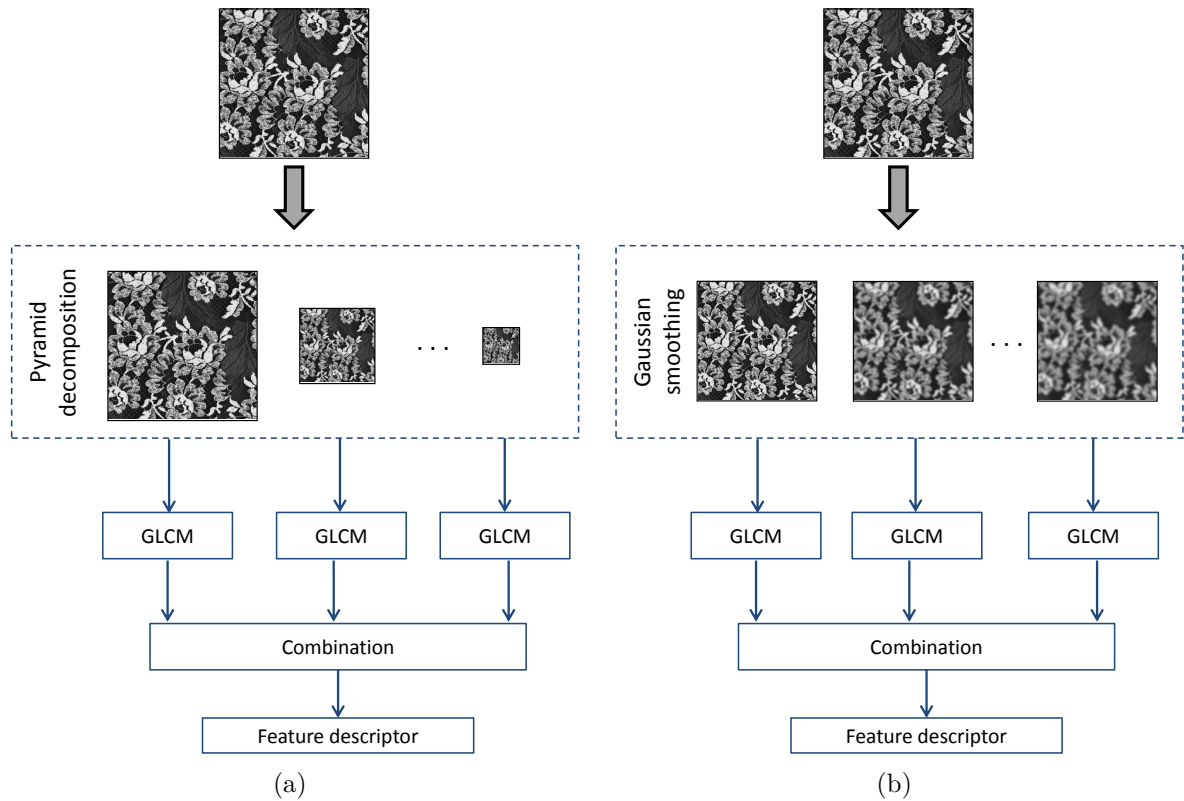 Pyramid
decomposition
. . .
GLCM
GLCM
GLCM
Combination
Feature descriptor
(a)
Gaussian
smoothing
. . .
GLCM
GLCM
GLCM
Combination
Feature descriptor
(b)